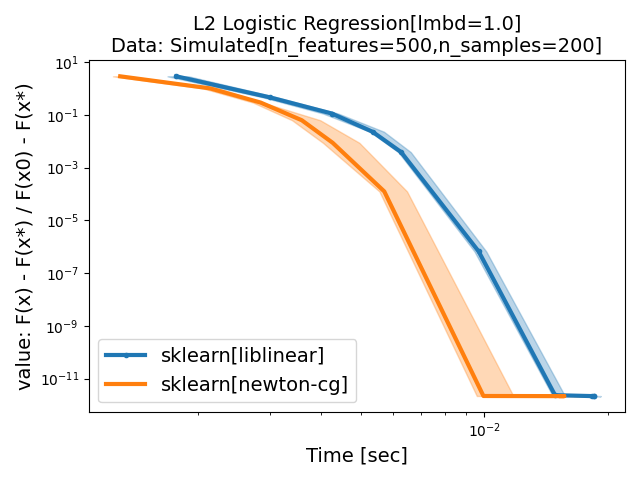 L2 Logistic Regression[lmbd=1.0]
Data: Simulated[n_features=500,n_samples=200]
value: F(x) - F(x*) / F(x0) - F(x*)
10¹
10⁻¹
10⁻³
10⁻⁵
10⁻⁷
10⁻⁹
10⁻¹¹
sklearn[liblinear]
sklearn[newton-cg]
10⁻²
Time [sec]